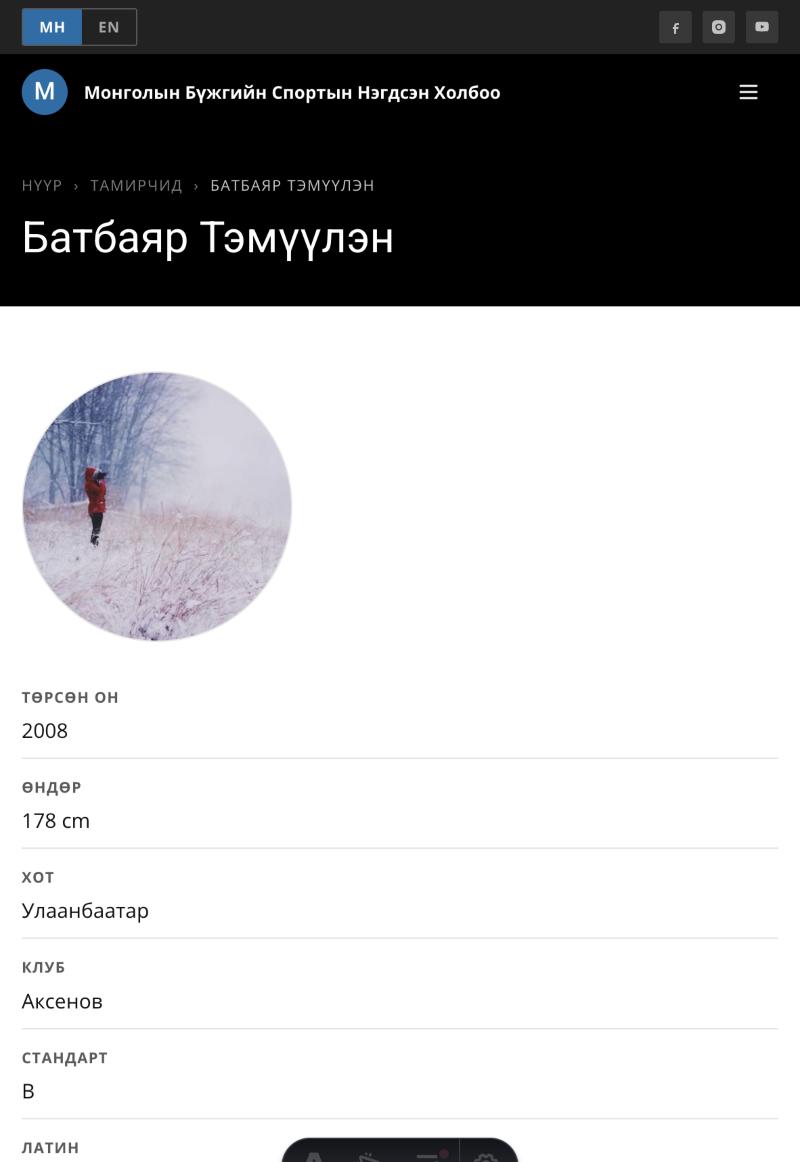 МН EN
М Монголын Бүжгийн Спортын Нэгдсэн Холбоо
НҮҮР › ТАМИРЧИД › БАТБАЯР ТЭМҮҮЛЭН
Батбаяр Тэмүүлэн
ТӨРСӨН ОН
2008
ӨНДӨР
178 cm
ХОТ
Улаанбаатар
КЛУБ
Аксенов
СТАНДАРТ
B
ЛАТИН